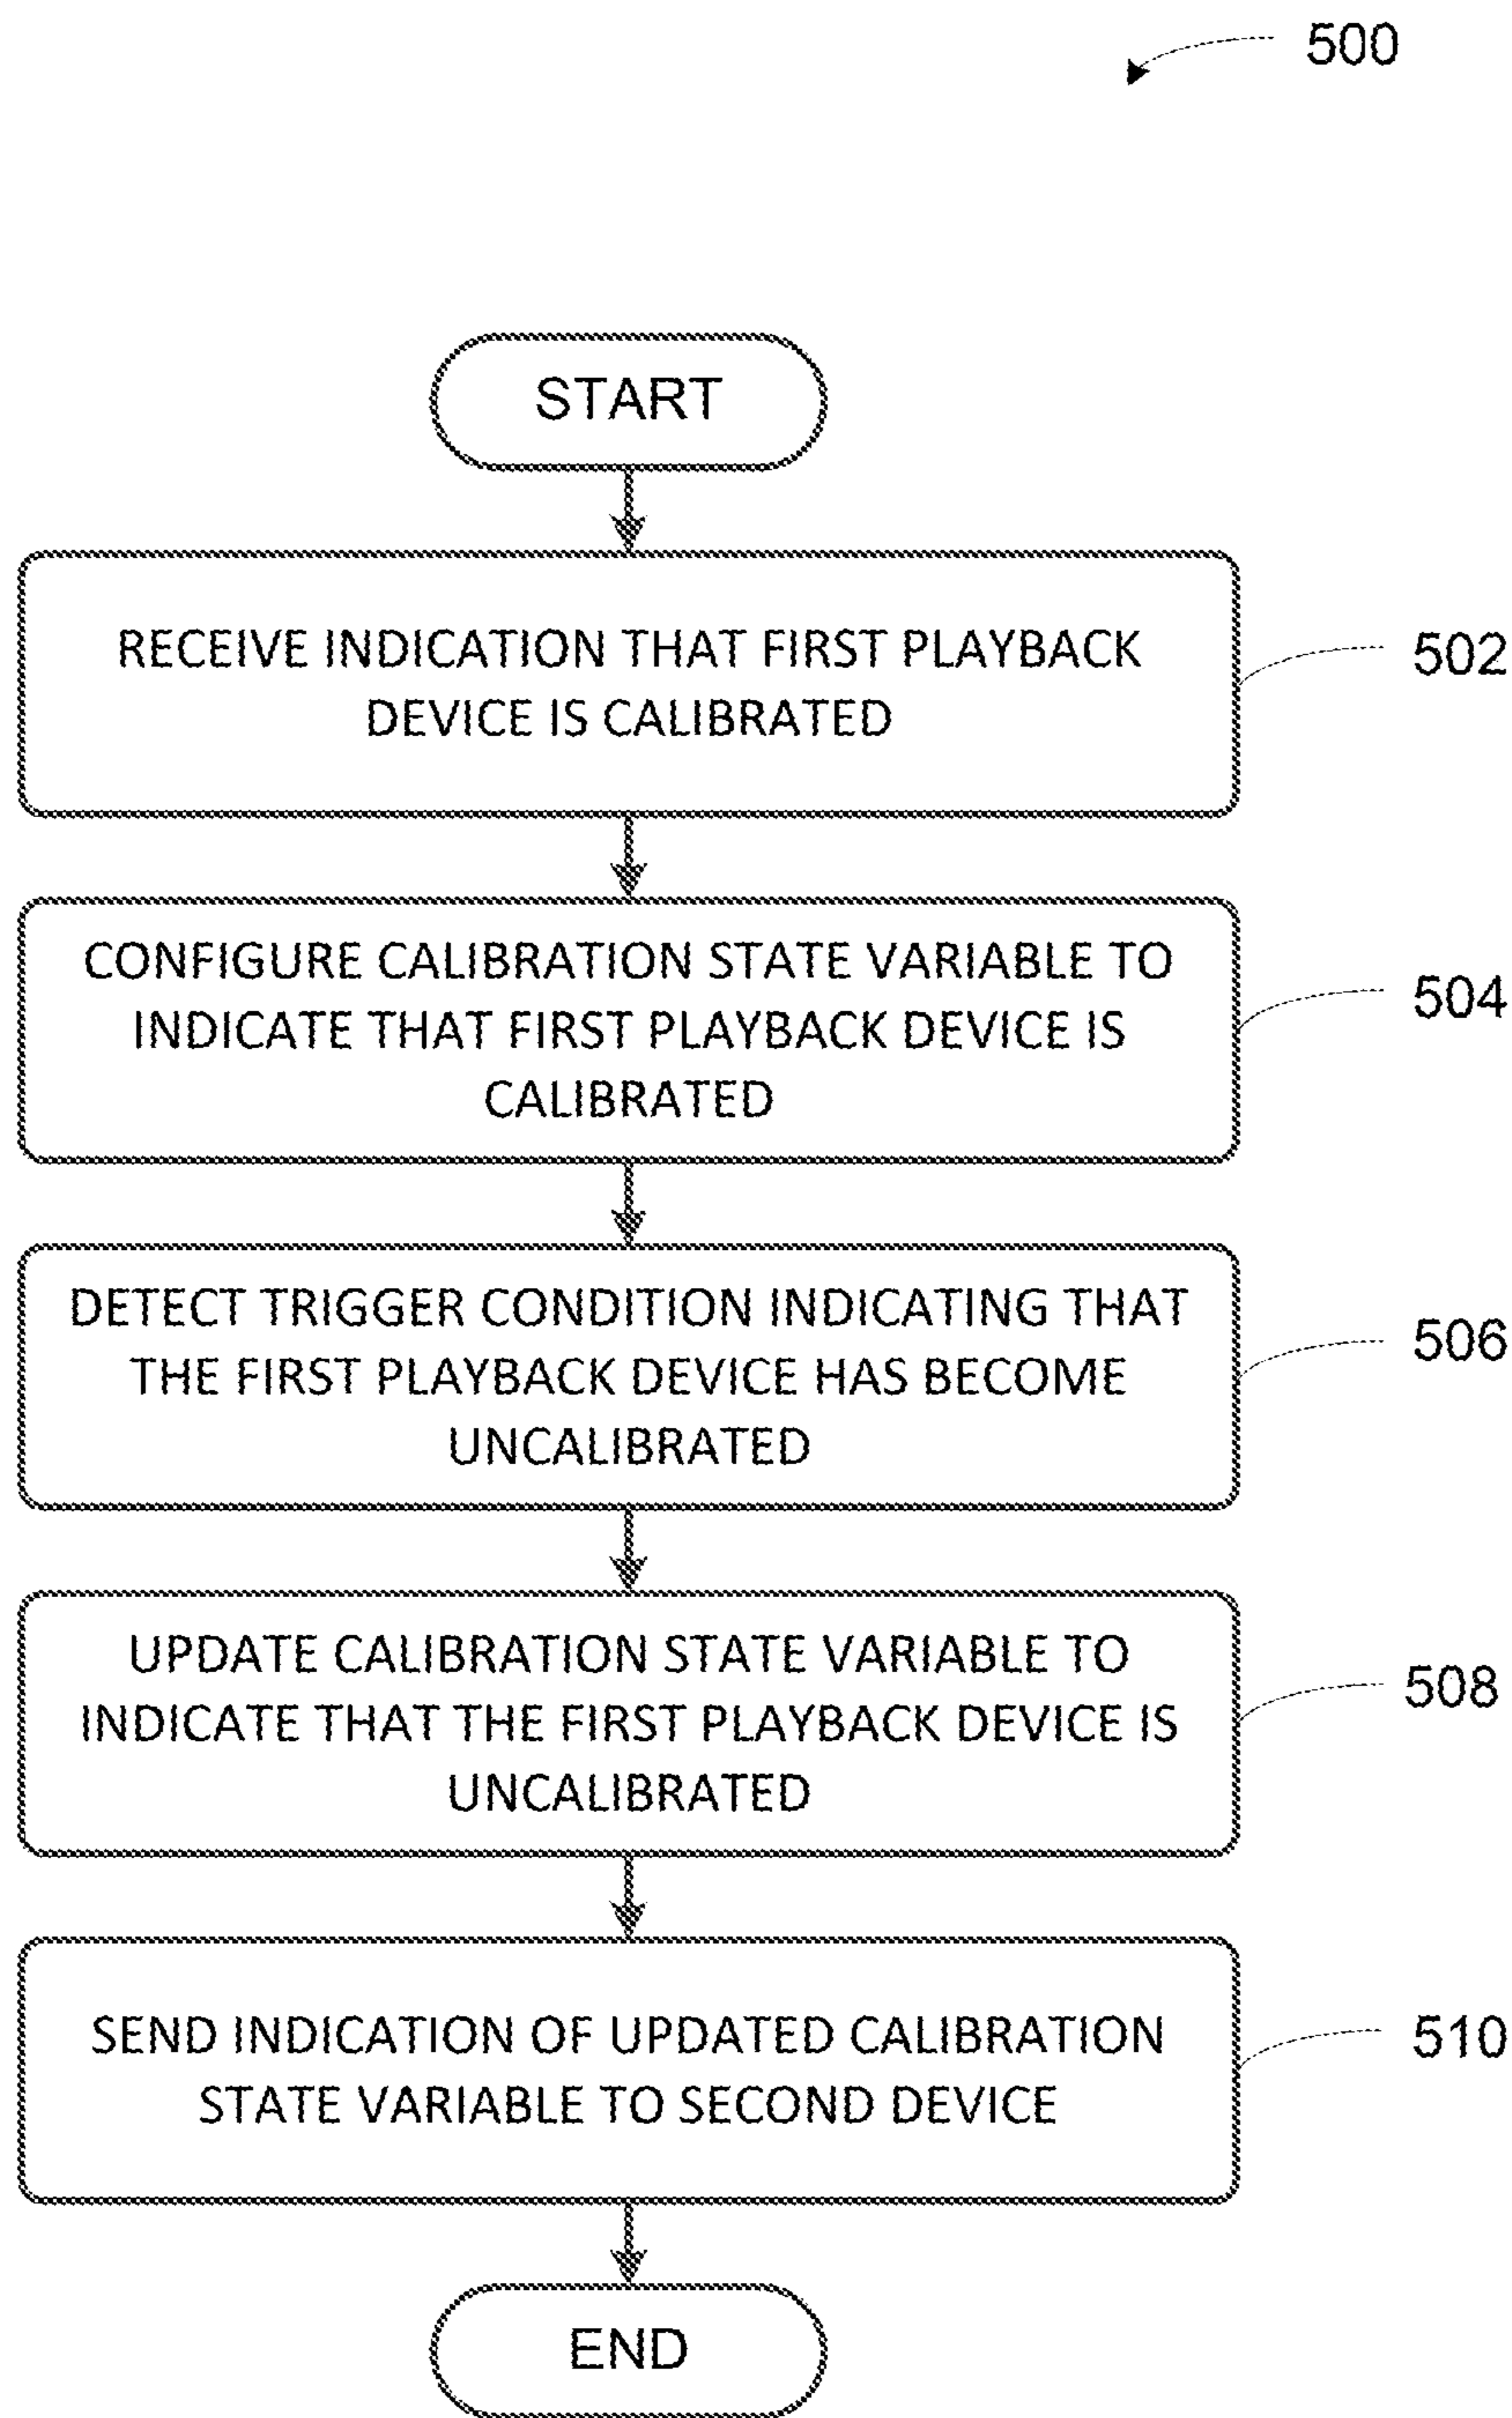 500
START
RECEIVE INDICATION THAT FIRST PLAYBACK
DEVICE IS CALIBRATED
502
CONFIGURE CALIBRATION STATE VARIABLE TO
INDICATE THAT FIRST PLAYBACK DEVICE IS
CALIBRATED
504
DETECT TRIGGER CONDITION INDICATING THAT
THE FIRST PLAYBACK DEVICE HAS BECOME
UNCALIBRATED
506
UPDATE CALIBRATION STATE VARIABLE TO
INDICATE THAT THE FIRST PLAYBACK DEVICE IS
UNCALIBRATED
508
SEND INDICATION OF UPDATED CALIBRATION
STATE VARIABLE TO SECOND DEVICE
510
END